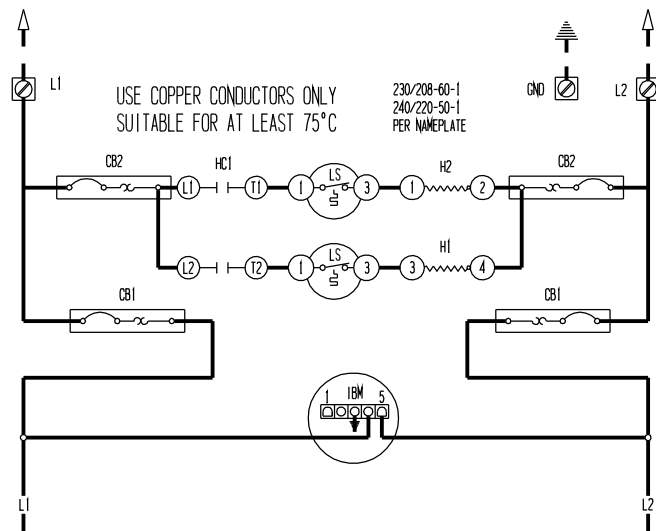 L1
USE COPPER CONDUCTORS ONLY
SUITABLE FOR AT LEAST 75°C
230/208-60-1
240/220-50-1
PER NAMEPLATE
GND
L2
CB2
HC1
LS
H2
CB2
L1
T1
1
3
1
2
LS
H1
L2
T2
1
3
3
4
CB1
CB1
1
IBM
5
L1
L2